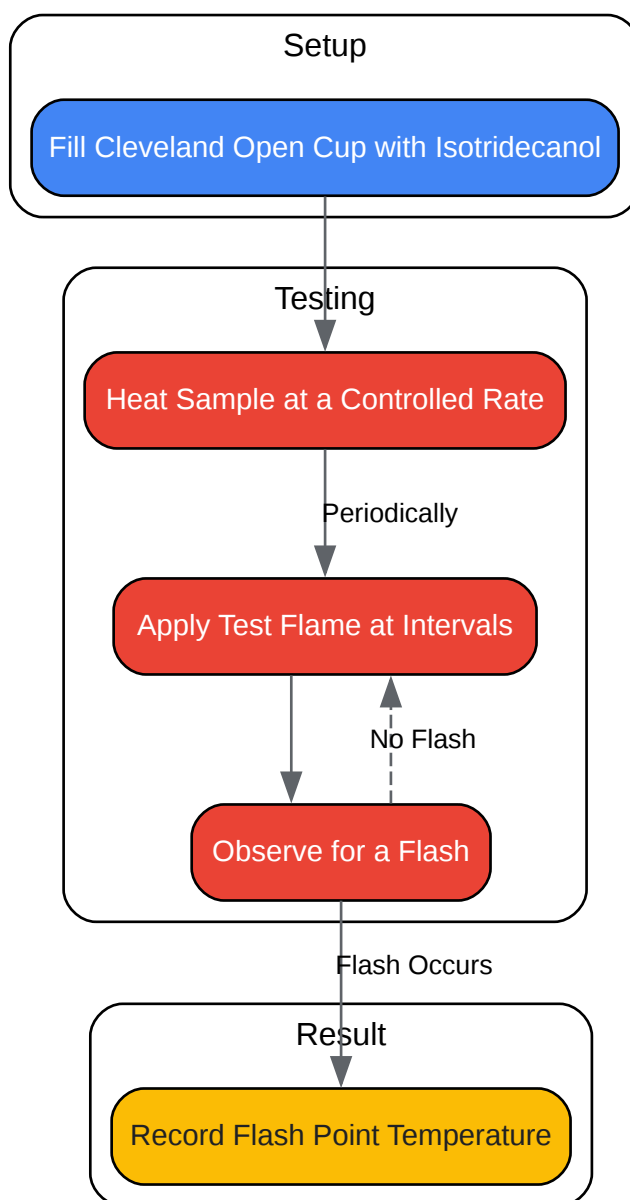 Setup
Fill Cleveland Open Cup with Isotridecanol
Testing
Heat Sample at a Controlled Rate
Periodically
Apply Test Flame at Intervals
No Flash
Observe for a Flash
Flash Occurs
Result
Record Flash Point Temperature